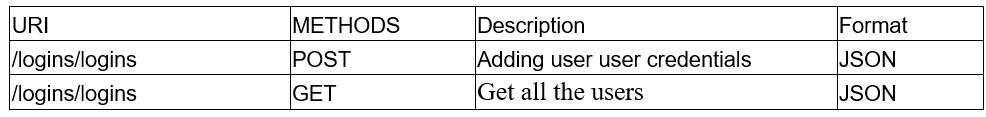 URI METHODS Description Format
/logins/logins POST Adding user user credentials JSON
/logins/logins GET Get all the users JSON